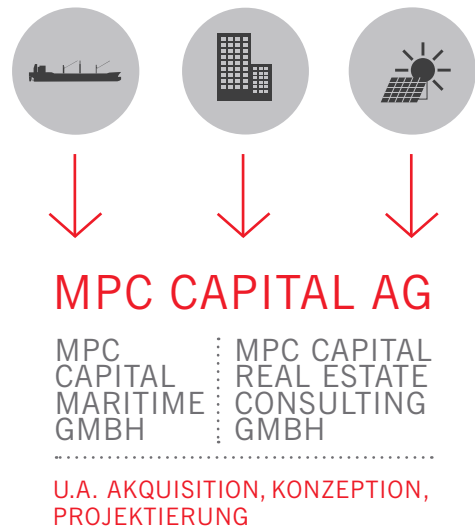 MPC CAPITAL AG
MPC
CAPITAL
MARITIME
GMBH
MPC CAPITAL
REAL ESTATE
CONSULTING
GMBH
U.A. AKQUISITION, KONZEPTION,
PROJEKTIERUNG